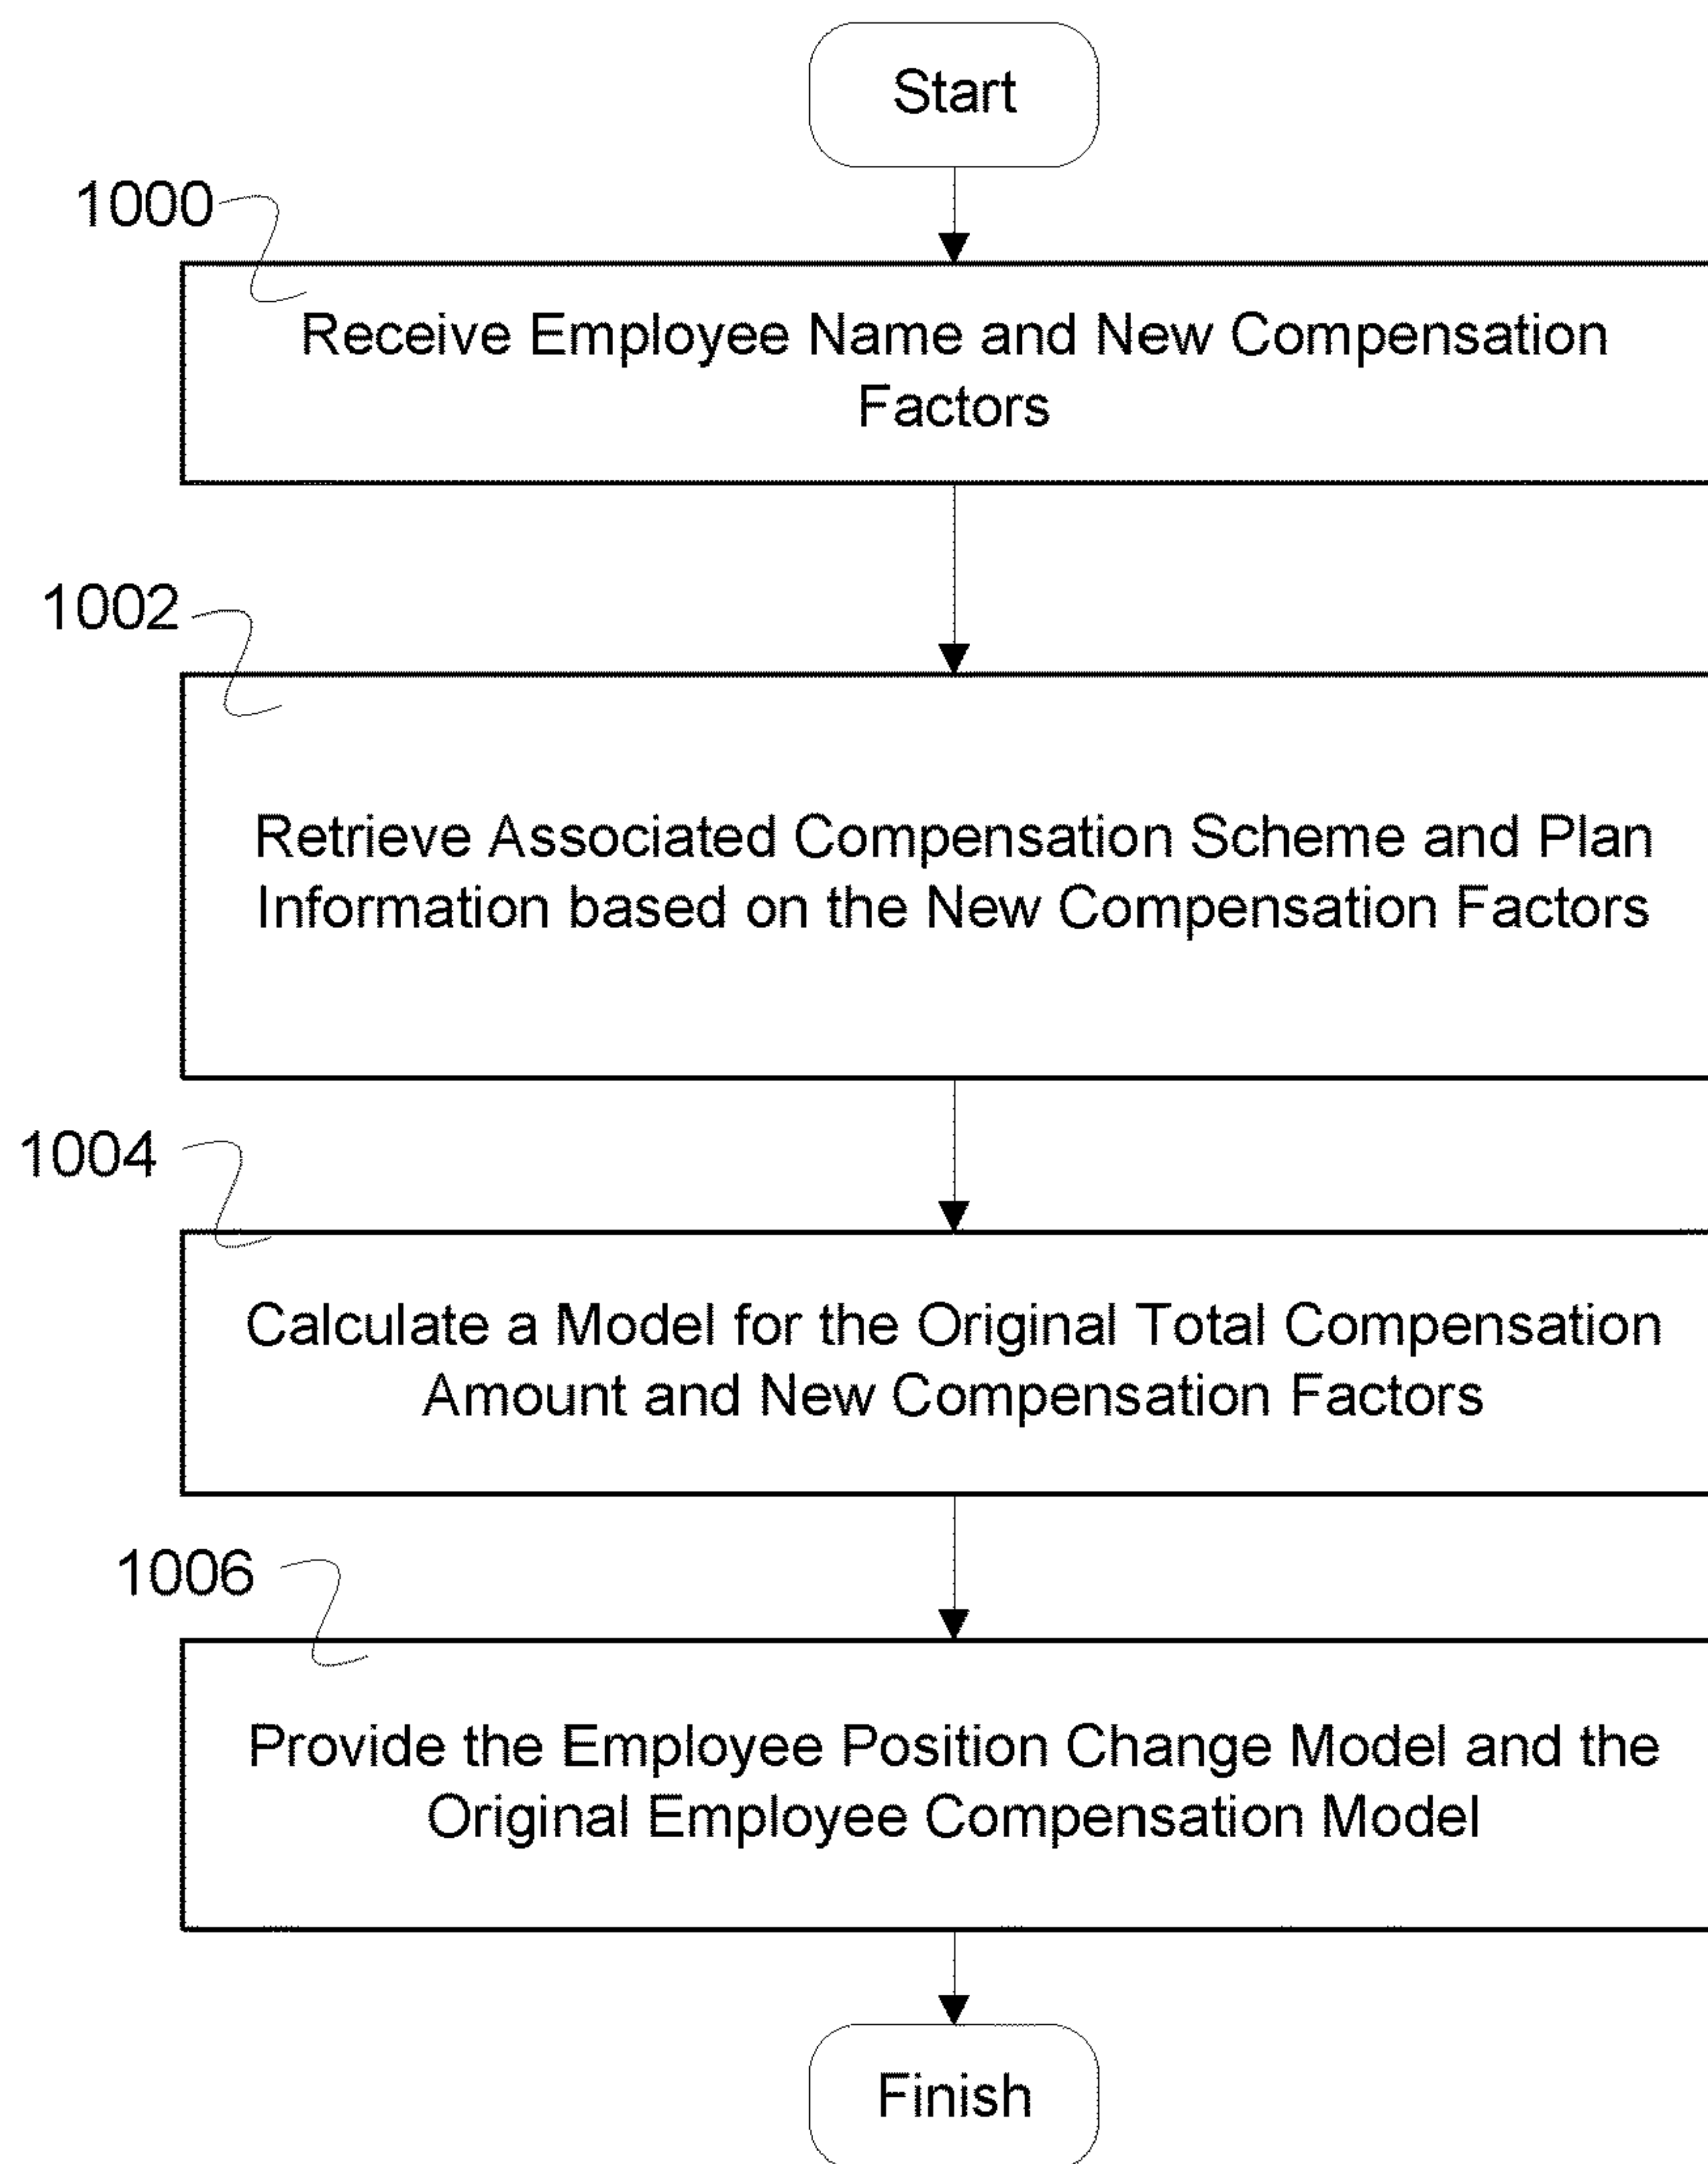 Start
1000
Receive Employee Name and New Compensation
Factors
1002
Retrieve Associated Compensation Scheme and Plan
Information based on the New Compensation Factors
1004
Calculate a Model for the Original Total Compensation
Amount and New Compensation Factors
1006
Provide the Employee Position Change Model and the
Original Employee Compensation Model
Finish